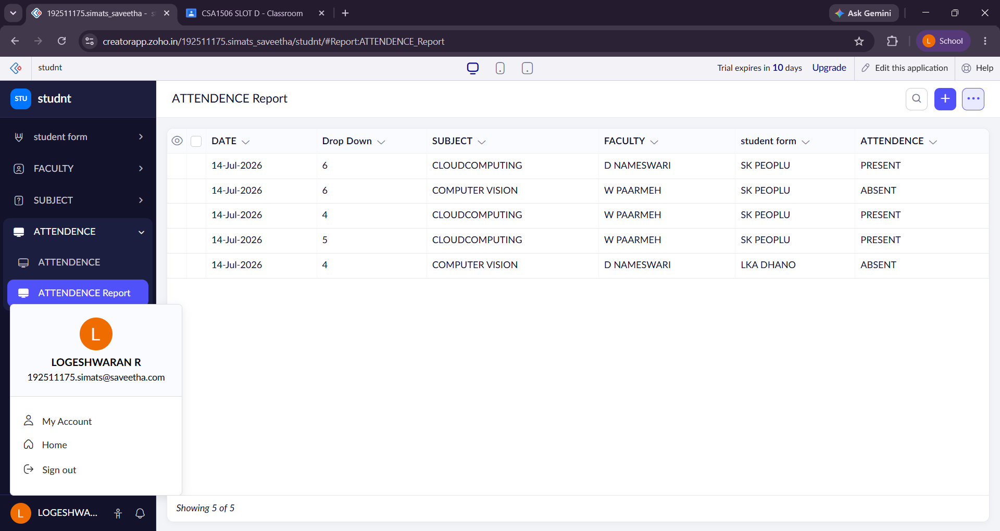 192511175.simats_saveetha - s
CSA1506 SLOT D - Classroom
Ask Gemini
creatorapp.zoho.in/192511175.simats_saveetha/studnt/#Report:ATTENDENCE_Report
L School
studnt
Trial expires in 10 days Upgrade Edit this application Help
STU studnt
student form
FACULTY
SUBJECT
ATTENDENCE
ATTENDENCE
ATTENDENCE Report
L
LOGESHWARAN R
192511175.simats@saveetha.com
My Account
Home
Sign out
L LOGESHWA...
ATTENDENCE Report
DATE Drop Down SUBJECT FACULTY student form ATTENDENCE
14-Jul-2026 6 CLOUDCOMPUTING D NAMESWARI SK PEOPLU PRESENT
14-Jul-2026 6 COMPUTER VISION W PAARMEH SK PEOPLU ABSENT
14-Jul-2026 4 CLOUDCOMPUTING W PAARMEH SK PEOPLU PRESENT
14-Jul-2026 5 CLOUDCOMPUTING W PAARMEH SK PEOPLU PRESENT
14-Jul-2026 4 COMPUTER VISION D NAMESWARI LKA DHANO ABSENT
Showing 5 of 5